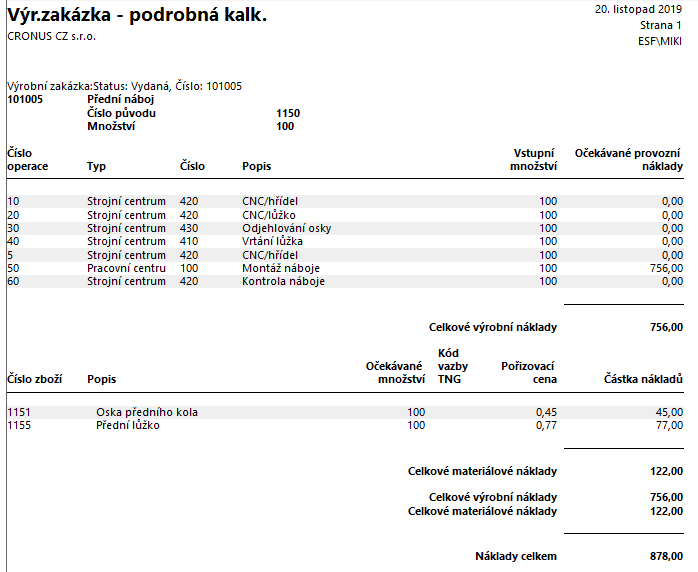 Výr.zakázka - podrobná kalk.
20. listopad 2019
CRONUS CZ s.r.o.
Strana 1
ESF\MIKI
Výrobní zakázka:Status: Vydaná, Číslo: 101005
101005 Přední náboj
Číslo původu 1150
Množství 100
Číslo operace Typ Číslo Popis Vstupní množství Očekávané provozní náklady
10 Strojní centrum 420 CNC/hřídel 100 0,00
20 Strojní centrum 420 CNC/lůžko 100 0,00
30 Strojní centrum 430 Odjehlování osky 100 0,00
40 Strojní centrum 410 Vrtání lůžka 100 0,00
5 Strojní centrum 420 CNC/hřídel 100 0,00
50 Pracovní centru 100 Montáž náboje 100 756,00
60 Strojní centrum 420 Kontrola náboje 100 0,00
Celkové výrobní náklady 756,00
Číslo zboží Popis Očekávané množství Kód vazby TNG Pořizovací cena Částka nákladů
1151 Oska předního kola 100 0,45 45,00
1155 Přední lůžko 100 0,77 77,00
Celkové materiálové náklady 122,00
Celkové výrobní náklady 756,00
Celkové materiálové náklady 122,00
Náklady celkem 878,00